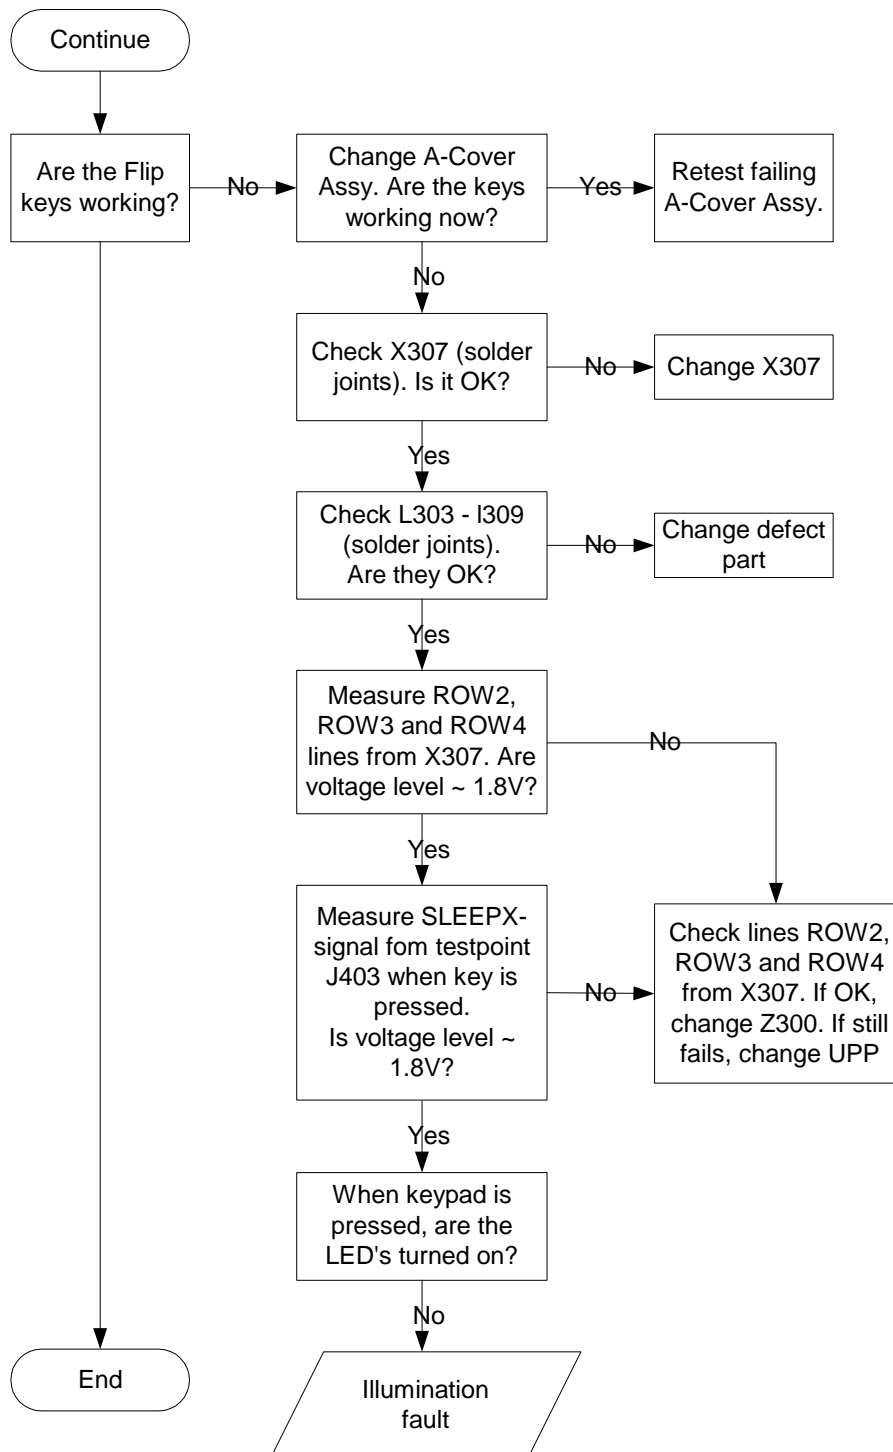 Continue
Are the Flip
keys working?
No
Change A-Cover
Assy. Are the keys
working now?
Yes
Retest failing
A-Cover Assy.
No
Check X307 (solder
joints). Is it OK?
No
Change X307
Yes
Check L303 - l309
(solder joints).
Are they OK?
No
Change defect
part
Yes
Measure ROW2,
ROW3 and ROW4
lines from X307. Are
voltage level ~ 1.8V?
No
Yes
Measure SLEEPX-
signal fom testpoint
J403 when key is
pressed.
Is voltage level ~
1.8V?
No
Check lines ROW2,
ROW3 and ROW4
from X307. If OK,
change Z300. If still
fails, change UPP
Yes
When keypad is
pressed, are the
LED's turned on?
No
End
Illumination
fault